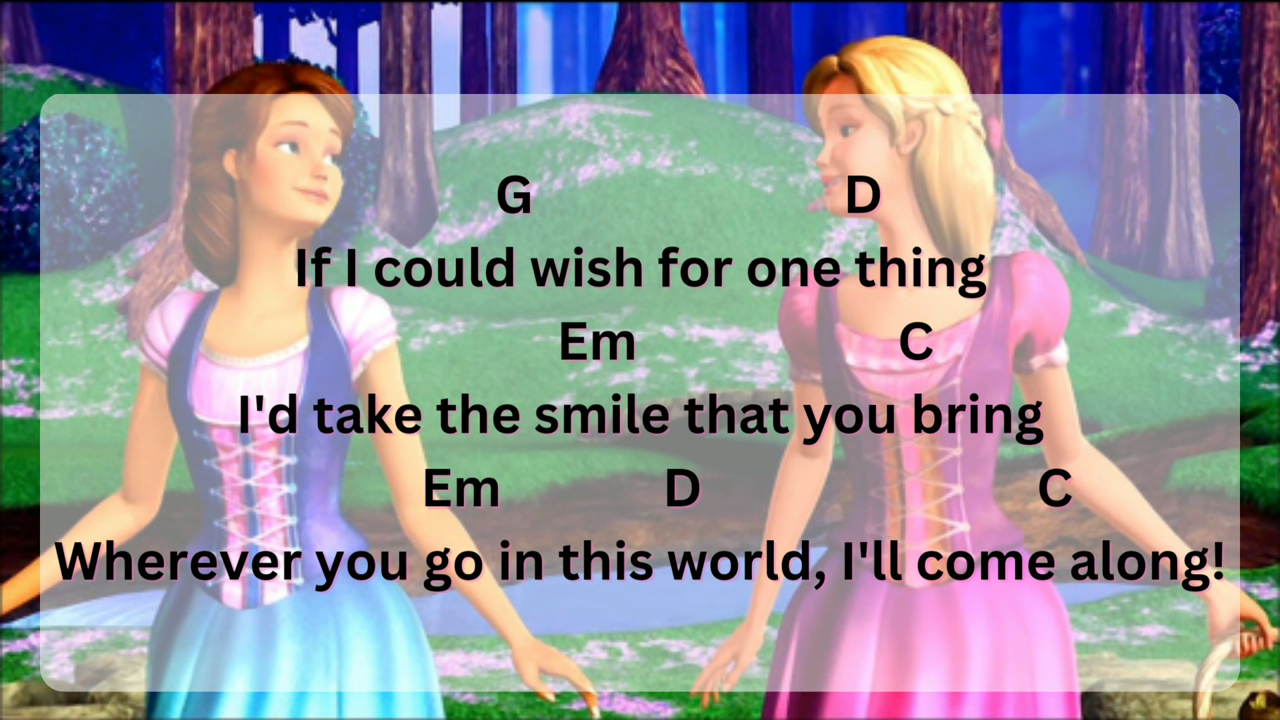 G D
If I could wish for one thing
Em C
I'd take the smile that you bring
Em D C
Wherever you go in this world, I'll come along!